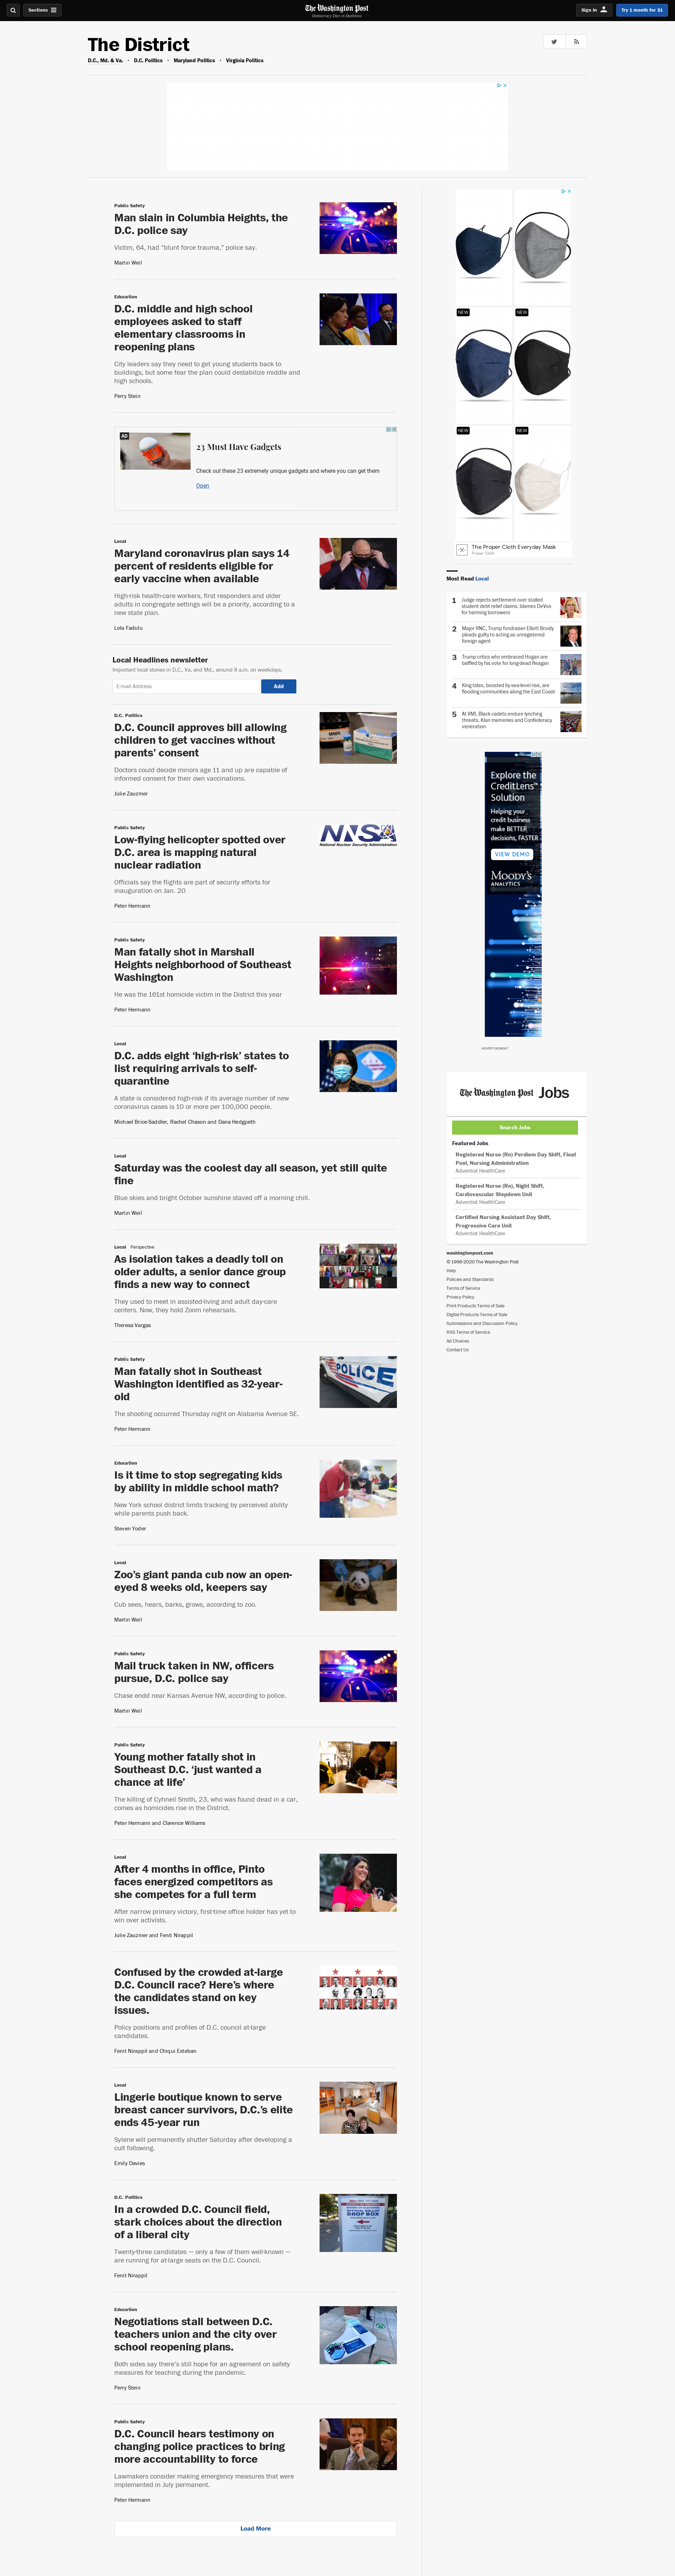 Sections
The Washington Post
Democracy Dies in Darkness
Sign In
Try 1 month for $1
The District
D.C., Md. & Va. • D.C. Politics • Maryland Politics • Virginia Politics
Public Safety
Man slain in Columbia Heights, the
D.C. police say
Victim, 64, had “blunt force trauma,” police say.
Martin Weil
Education
D.C. middle and high school
employees asked to staff
elementary classrooms in
reopening plans
City leaders say they need to get young students back to
buildings, but some fear the plan could destabilize middle and
high schools.
Perry Stein
AD
23 Must Have Gadgets
Check out these 23 extremely unique gadgets and where you can get them
Open
Local
Maryland coronavirus plan says 14
percent of residents eligible for
early vaccine when available
High-risk health-care workers, first responders and older
adults in congregate settings will be a priority, according to a
new state plan.
Lola Fadulu
Local Headlines newsletter
Important local stories in D.C., Va. and Md., around 8 a.m. on weekdays.
E-mail Address
Add
D.C. Politics
D.C. Council approves bill allowing
children to get vaccines without
parents’ consent
Doctors could decide minors age 11 and up are capable of
informed consent for their own vaccinations.
Julie Zauzmer
Public Safety
Low-flying helicopter spotted over
D.C. area is mapping natural
nuclear radiation
Officials say the flights are part of security efforts for
inauguration on Jan. 20
Peter Hermann
NNSA
National Nuclear Security Administration
Public Safety
Man fatally shot in Marshall
Heights neighborhood of Southeast
Washington
He was the 161st homicide victim in the District this year
Peter Hermann
Local
D.C. adds eight ‘high-risk’ states to
list requiring arrivals to self-
quarantine
A state is considered high-risk if its average number of new
coronavirus cases is 10 or more per 100,000 people.
Michael Brice-Saddler, Rachel Chason and Dana Hedgpeth
Local
Saturday was the coolest day all season, yet still quite
fine
Blue skies and bright October sunshine staved off a morning chill.
Martin Weil
Local Perspective
As isolation takes a deadly toll on
older adults, a senior dance group
finds a new way to connect
They used to meet in assisted-living and adult day-care
centers. Now, they hold Zoom rehearsals.
Theresa Vargas
Public Safety
Man fatally shot in Southeast
Washington identified as 32-year-
old
The shooting occurred Thursday night on Alabama Avenue SE.
Peter Hermann
POLICE
Education
Is it time to stop segregating kids
by ability in middle school math?
New York school district limits tracking by perceived ability
while parents push back.
Steven Yoder
Local
Zoo’s giant panda cub now an open-
eyed 8 weeks old, keepers say
Cub sees, hears, barks, grows, according to zoo.
Martin Weil
Public Safety
Mail truck taken in NW, officers
pursue, D.C. police say
Chase endd near Kansas Avenue NW, according to police.
Martin Weil
Public Safety
Young mother fatally shot in
Southeast D.C. ‘just wanted a
chance at life’
The killing of Cyhneil Smith, 23, who was found dead in a car,
comes as homicides rise in the District.
Peter Hermann and Clarence Williams
Local
After 4 months in office, Pinto
faces energized competitors as
she competes for a full term
After narrow primary victory, first-time office holder has yet to
win over activists.
Julie Zauzmer and Fenit Nirappil
Confused by the crowded at-large
D.C. Council race? Here’s where
the candidates stand on key
issues.
Policy positions and profiles of D.C. council at-large
candidates.
Fenit Nirappil and Chiqui Esteban
Local
Lingerie boutique known to serve
breast cancer survivors, D.C.’s elite
ends 45-year run
Sylene will permanently shutter Saturday after developing a
cult following.
Emily Davies
D.C. Politics
In a crowded D.C. Council field,
stark choices about the direction
of a liberal city
Twenty-three candidates — only a few of them well-known —
are running for at-large seats on the D.C. Council.
Fenit Nirappil
DROP BOX
Education
Negotiations stall between D.C.
teachers union and the city over
school reopening plans.
Both sides say there’s still hope for an agreement on safety
measures for teaching during the pandemic.
Perry Stein
Public Safety
D.C. Council hears testimony on
changing police practices to bring
more accountability to force
Lawmakers consider making emergency measures that were
implemented in July permanent.
Peter Hermann
Load More
NEW
NEW
NEW
NEW
The Proper Cloth Everyday Mask
Proper Cloth
Most Read Local
1 Judge rejects settlement over stalled
student debt relief claims, blames DeVos
for harming borrowers
2 Major RNC, Trump fundraiser Elliott Broidy
pleads guilty to acting as unregistered
foreign agent
3 Trump critics who embraced Hogan are
baffled by his vote for long-dead Reagan
4 King tides, boosted by sea-level rise, are
flooding communities along the East Coast
5 At VMI, Black cadets endure lynching
threats, Klan memories and Confederacy
veneration
Explore the
CreditLens™
Solution
Helping your
credit business
make BETTER
decisions, FASTER
VIEW DEMO
MOODY'S
ANALYTICS
ADVERTISEMENT
The Washington Post Jobs
Search Jobs
Featured Jobs
Registered Nurse (Rn) Perdiem Day Shift, Float
Pool, Nursing Administration
Adventist HealthCare
Registered Nurse (Rn), Night Shift,
Cardiovascular Stepdown Unit
Adventist HealthCare
Certified Nursing Assistant Day Shift,
Progressive Care Unit
Adventist HealthCare
washingtonpost.com
© 1996-2020 The Washington Post
Help
Policies and Standards
Terms of Service
Privacy Policy
Print Products Terms of Sale
Digital Products Terms of Sale
Submissions and Discussion Policy
RSS Terms of Service
Ad Choices
Contact Us